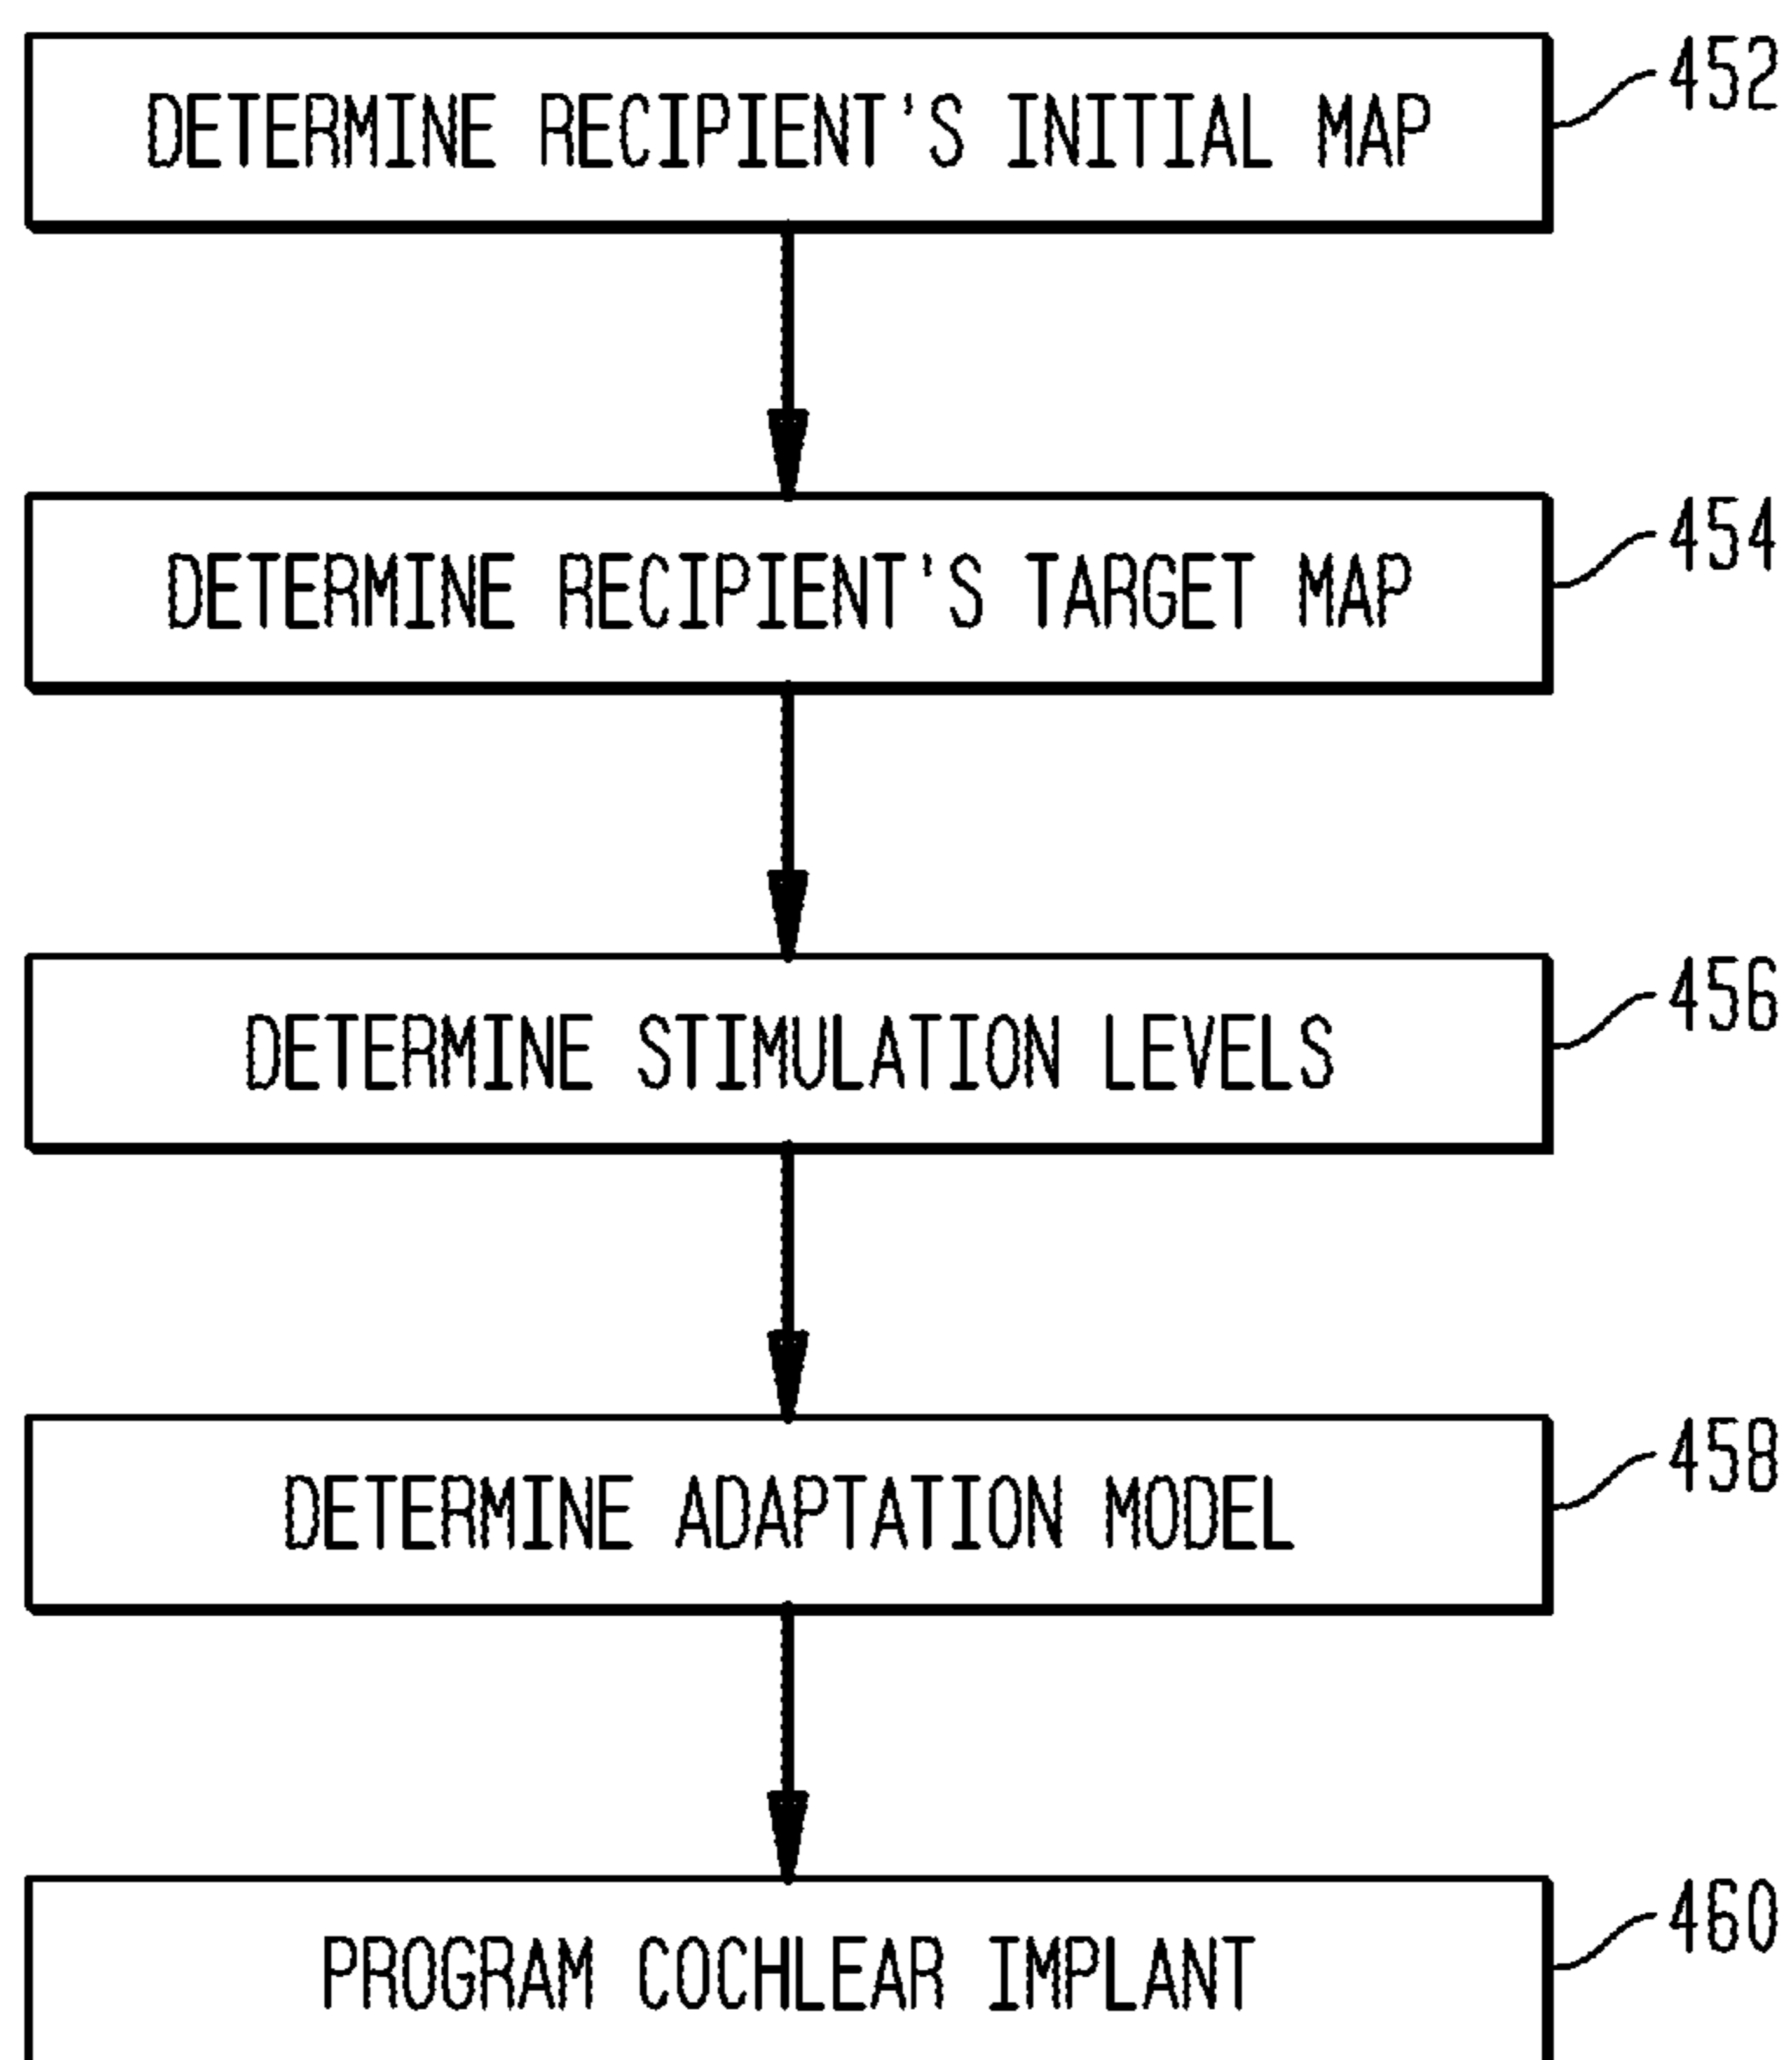 DETERMINE RECIPIENT'S INITIAL MAP
452
DETERMINE RECIPIENT'S TARGET MAP
454
DETERMINE STIMULATION LEVELS
456
DETERMINE ADAPTATION MODEL
458
PROGRAM COCHLEAR IMPLANT
460